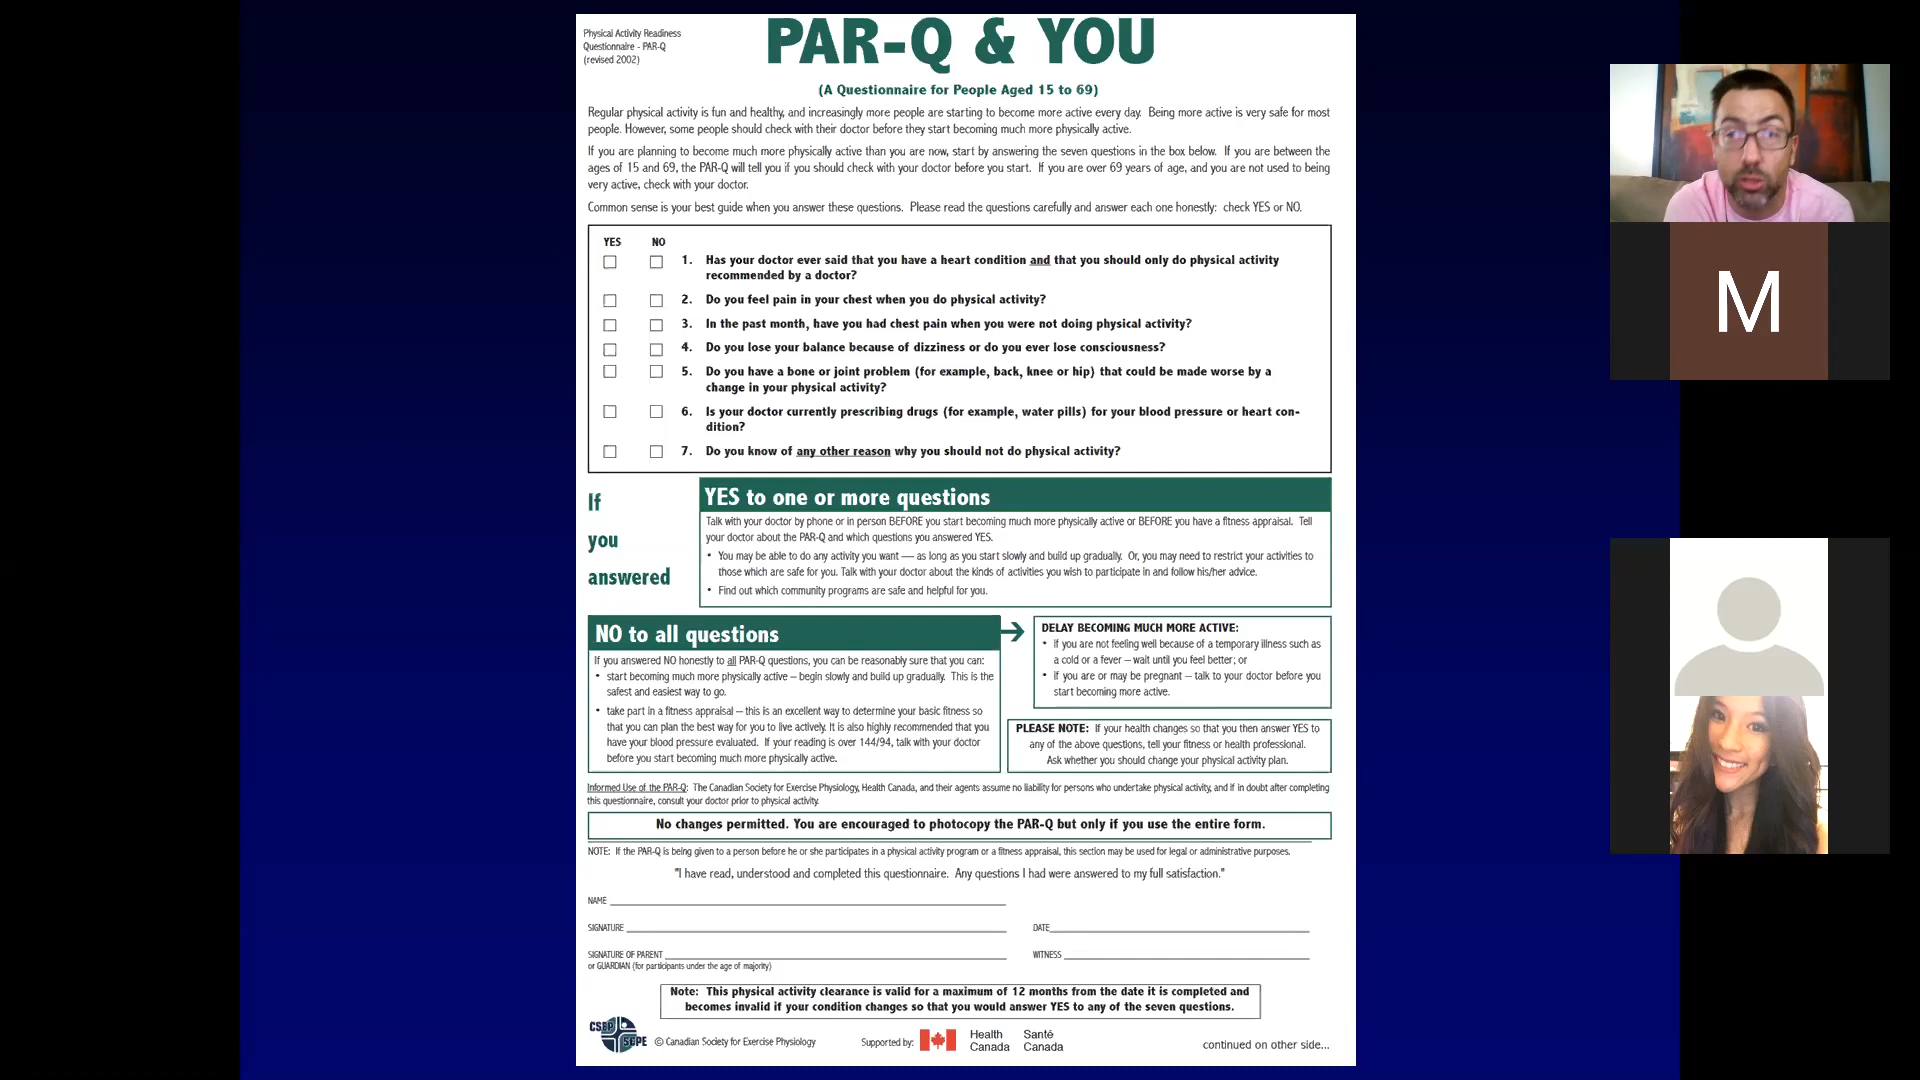 Physical Activity Readiness
Questionnaire - PAR-Q
(revised 2002)
PAR-Q & YOU
(A Questionnaire for People Aged 15 to 69)
Regular physical activity is fun and healthy, and increasingly more people are starting to become more active every day. Being more active is very safe for most
people. However, some people should check with their doctor before they start becoming much more physically active.
If you are planning to become much more physically active than you are now, start by answering the seven questions in the box below. If you are between the
ages of 15 and 69, the PAR-Q will tell you if you should check with your doctor before you start. If you are over 69 years of age, and you are not used to being
very active, check with your doctor.
Common sense is your best guide when you answer these questions. Please read the questions carefully and answer each one honestly: check YES or NO.
YES NO
1. Has your doctor ever said that you have a heart condition and that you should only do physical activity
recommended by a doctor?
2. Do you feel pain in your chest when you do physical activity?
3. In the past month, have you had chest pain when you were not doing physical activity?
4. Do you lose your balance because of dizziness or do you ever lose consciousness?
5. Do you have a bone or joint problem (for example, back, knee or hip) that could be made worse by a
change in your physical activity?
6. Is your doctor currently prescribing drugs (for example, water pills) for your blood pressure or heart con-
dition?
7. Do you know of any other reason why you should not do physical activity?
If
you
answered
YES to one or more questions
Talk with your doctor by phone or in person BEFORE you start becoming much more physically active or BEFORE you have a fitness appraisal. Tell
your doctor about the PAR-Q and which questions you answered YES.
• You may be able to do any activity you want — as long as you start slowly and build up gradually. Or, you may need to restrict your activities to
those which are safe for you. Talk with your doctor about the kinds of activities you wish to participate in and follow his/her advice.
• Find out which community programs are safe and helpful for you.
NO to all questions
If you answered NO honestly to all PAR-Q questions, you can be reasonably sure that you can:
• start becoming much more physically active – begin slowly and build up gradually. This is the
safest and easiest way to go.
• take part in a fitness appraisal – this is an excellent way to determine your basic fitness so
that you can plan the best way for you to live actively. It is also highly recommended that you
have your blood pressure evaluated. If your reading is over 144/94, talk with your doctor
before you start becoming much more physically active.
DELAY BECOMING MUCH MORE ACTIVE:
• if you are not feeling well because of a temporary illness such as
a cold or a fever – wait until you feel better; or
• if you are or may be pregnant – talk to your doctor before you
start becoming more active.
PLEASE NOTE: If your health changes so that you then answer YES to
any of the above questions, tell your fitness or health professional.
Ask whether you should change your physical activity plan.
Informed Use of the PAR-Q: The Canadian Society for Exercise Physiology, Health Canada, and their agents assume no liability for persons who undertake physical activity, and if in doubt after completing
this questionnaire, consult your doctor prior to physical activity.
No changes permitted. You are encouraged to photocopy the PAR-Q but only if you use the entire form.
NOTE: If the PAR-Q is being given to a person before he or she participates in a physical activity program or a fitness appraisal, this section may be used for legal or administrative purposes.
"I have read, understood and completed this questionnaire. Any questions I had were answered to my full satisfaction."
NAME
SIGNATURE DATE
SIGNATURE OF PARENT WITNESS
or GUARDIAN (for participants under the age of majority)
Note: This physical activity clearance is valid for a maximum of 12 months from the date it is completed and
becomes invalid if your condition changes so that you would answer YES to any of the seven questions.
CSEP
SCPE
© Canadian Society for Exercise Physiology
Supported by:
Health
Canada
Santé
Canada
continued on other side...
M